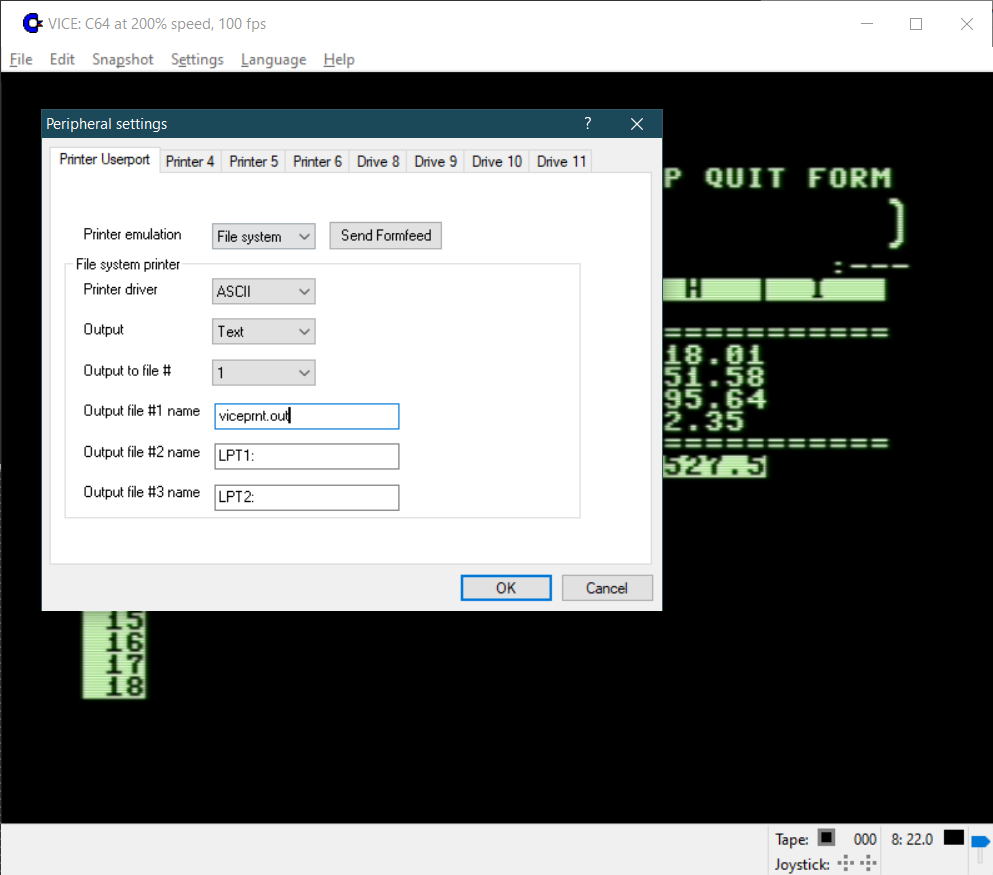 VICE: C64 at 200% speed, 100 fps
File Edit Snapshot Settings Language Help
Peripheral settings ?
Printer Userport Printer 4 Printer 5 Printer 6 Drive 8 Drive 9 Drive 10 Drive 11
P QUIT FORM
Printer emulation File system Send Formfeed
File system printer
:---
Printer driver ASCII
H I
Output Text
============
18.01
Output to file # 1
51.58
95.64
Output file #1 name viceprnt.out
2.35
============
Output file #2 name LPT1:
527.5
Output file #3 name LPT2:
OK Cancel
15
16
17
18
Tape: 000 8: 22.0
Joystick: